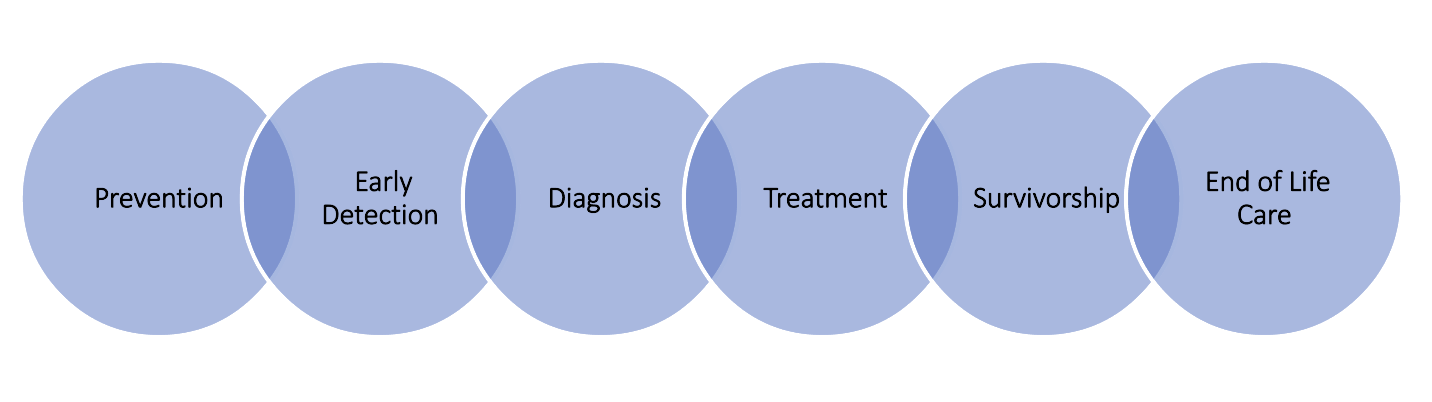 Prevention
Early
Detection
Diagnosis
Treatment
Survivorship
End of Life
Care